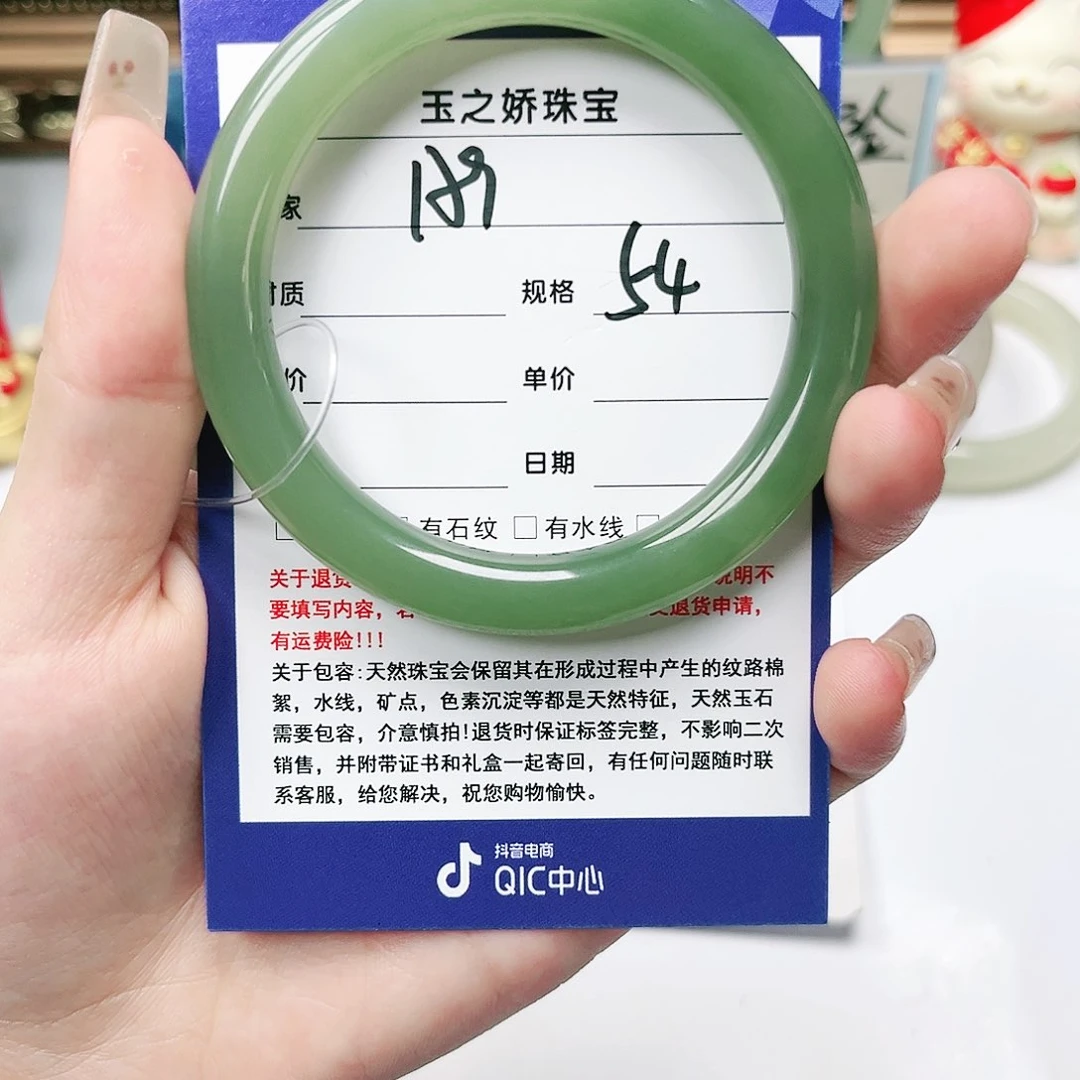 玉之娇珠宝
家 189
质 规格 54
价 单价
日期
有石纹 □有水线 □
关于退货 说明不
要填写内容， 退货申请，
有运费险!!!
关于包容:天然珠宝会保留其在形成过程中产生的纹路棉
絮，水线，矿点，色素沉淀等都是天然特征，天然玉石
需要包容，介意慎拍!退货时保证标签完整，不影响二次
销售，并附带证书和礼盒一起寄回，有任何问题随时联
系客服，给您解决，祝您购物愉快。
抖音电商
QIC中心